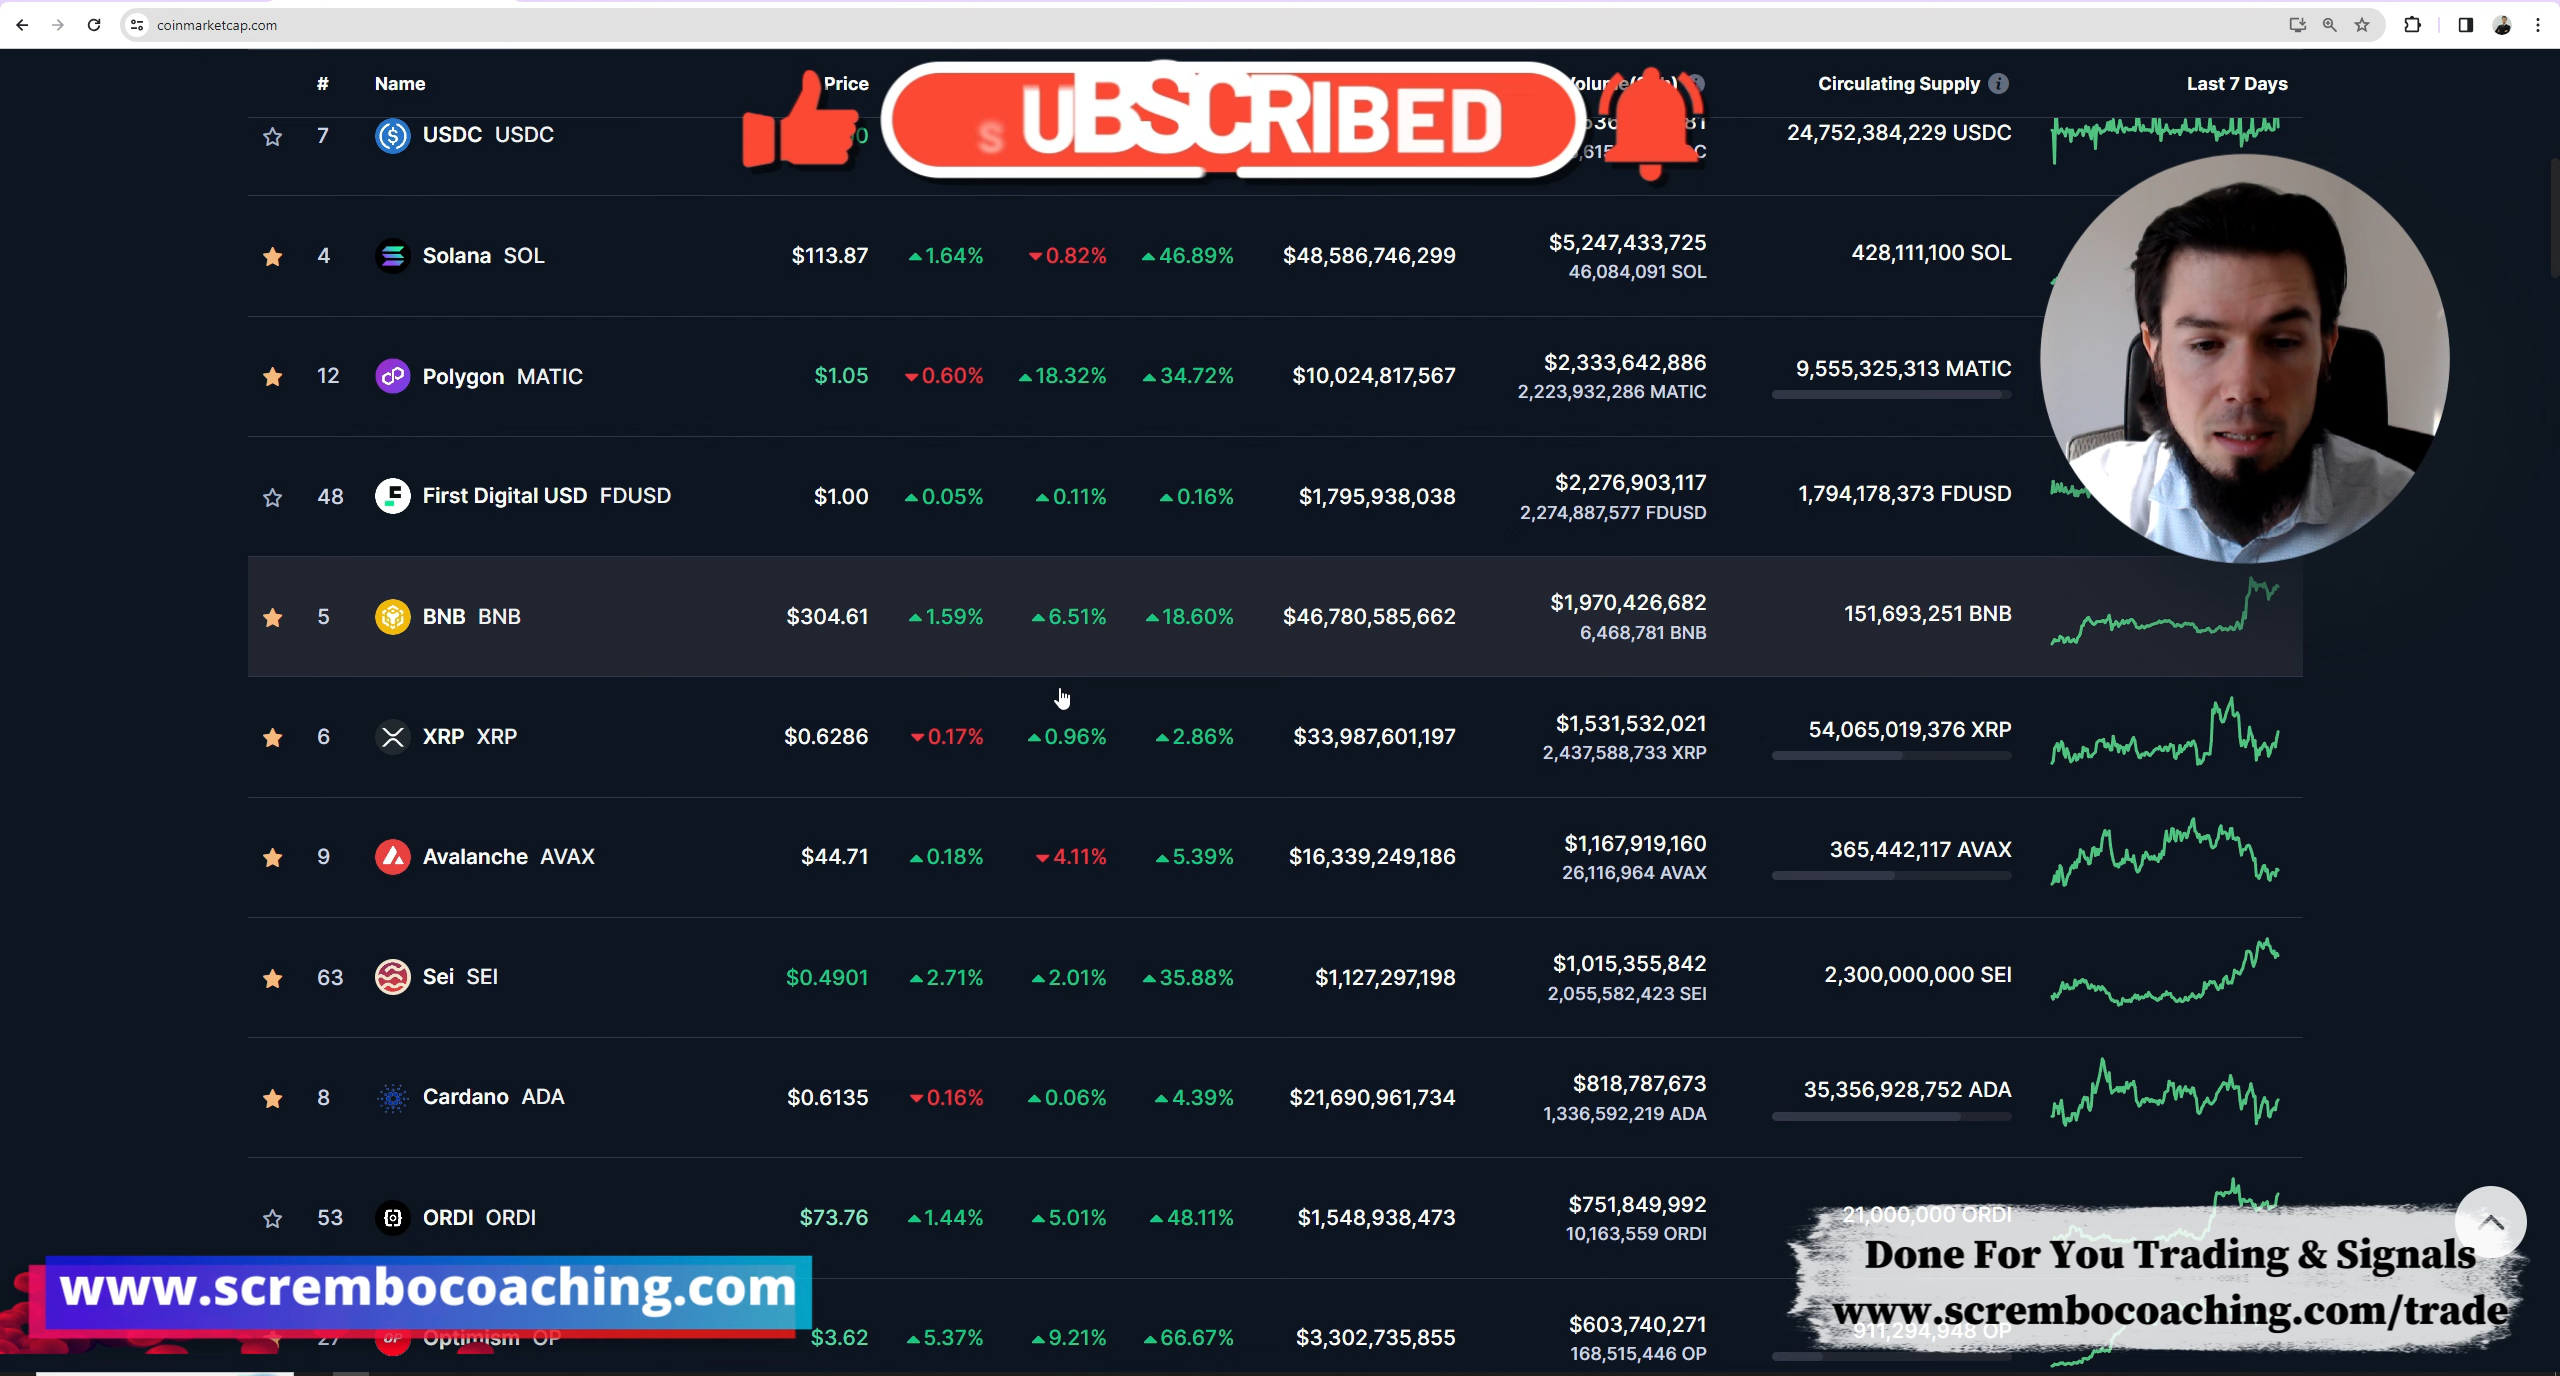 coinmarketcap.com
# Name Price Circulating Supply Last 7 Days
UBSCRIBED
7 USDC USDC 24,752,384,229 USDC
4 Solana SOL $113.87 1.64% 0.82% 46.89% $48,586,746,299 $5,247,433,725 428,111,100 SOL
46,084,091 SOL
12 Polygon MATIC $1.05 0.60% 18.32% 34.72% $10,024,817,567 $2,333,642,886 9,555,325,313 MATIC
2,223,932,286 MATIC
48 First Digital USD FDUSD $1.00 0.05% 0.11% 0.16% $1,795,938,038 $2,276,903,117 1,794,178,373 FDUSD
2,274,887,577 FDUSD
5 BNB BNB $304.61 1.59% 6.51% 18.60% $46,780,585,662 $1,970,426,682 151,693,251 BNB
6,468,781 BNB
6 XRP XRP $0.6286 0.17% 0.96% 2.86% $33,987,601,197 $1,531,532,021 54,065,019,376 XRP
2,437,588,733 XRP
9 Avalanche AVAX $44.71 0.18% 4.11% 5.39% $16,339,249,186 $1,167,919,160 365,442,117 AVAX
26,116,964 AVAX
63 Sei SEI $0.4901 2.71% 2.01% 35.88% $1,127,297,198 $1,015,355,842 2,300,000,000 SEI
2,055,582,423 SEI
8 Cardano ADA $0.6135 0.16% 0.06% 4.39% $21,690,961,734 $818,787,673 35,356,928,752 ADA
1,336,592,219 ADA
53 ORDI ORDI $73.76 1.44% 5.01% 48.11% $1,548,938,473 $751,849,992 21,000,000 ORDI
10,163,559 ORDI
27 Optimism OP $3.62 5.37% 9.21% 66.67% $3,302,735,855 $603,740,271 911,294,948 OP
168,515,446 OP
www.scrembocoaching.com
Done For You Trading & Signals
www.scrembocoaching.com/trade